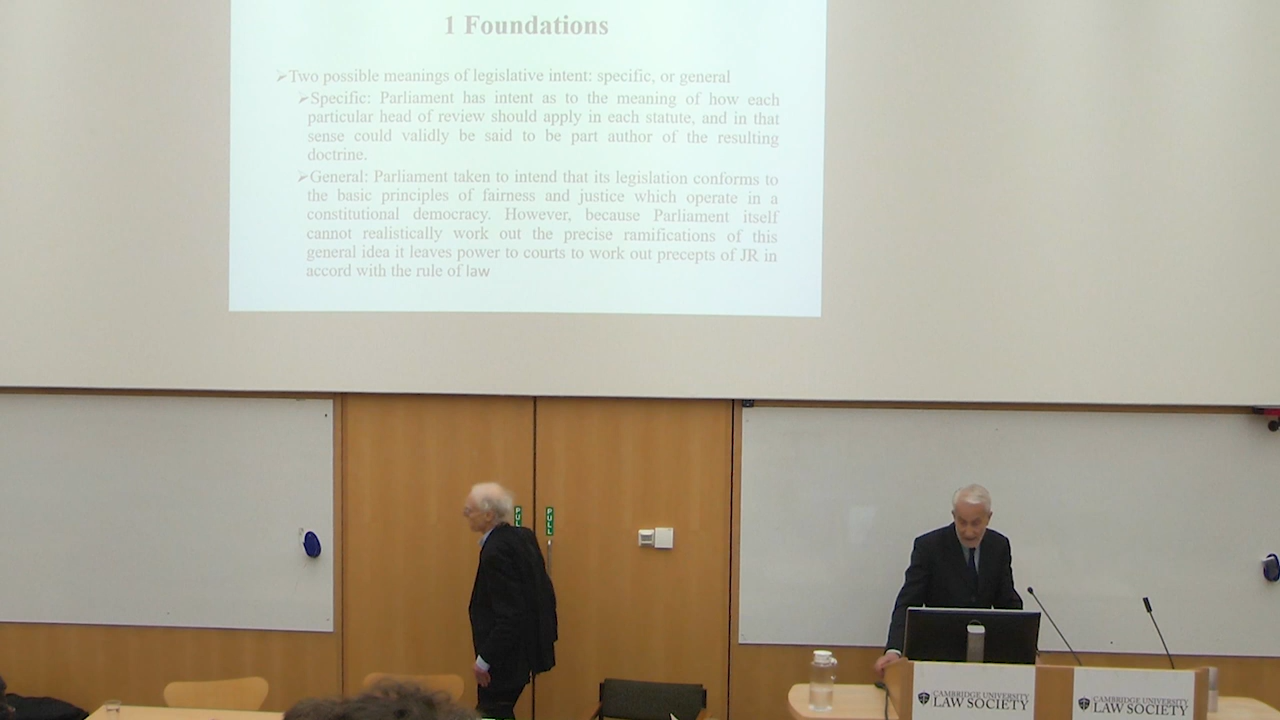 1 Foundations
➢Two possible meanings of legislative intent: specific, or general
➢Specific: Parliament has intent as to the meaning of how each
particular head of review should apply in each statute, and in that
sense could validly be said to be part author of the resulting
doctrine.
➢General: Parliament taken to intend that its legislation conforms to
the basic principles of fairness and justice which operate in a
constitutional democracy. However, because Parliament itself
cannot realistically work out the precise ramifications of this
general idea it leaves power to courts to work out precepts of JR in
accord with the rule of law
PULL
PULL
CAMBRIDGE UNIVERSITY
LAW SOCIETY
CAMBRIDGE UNIVERSITY
LAW SOCIETY